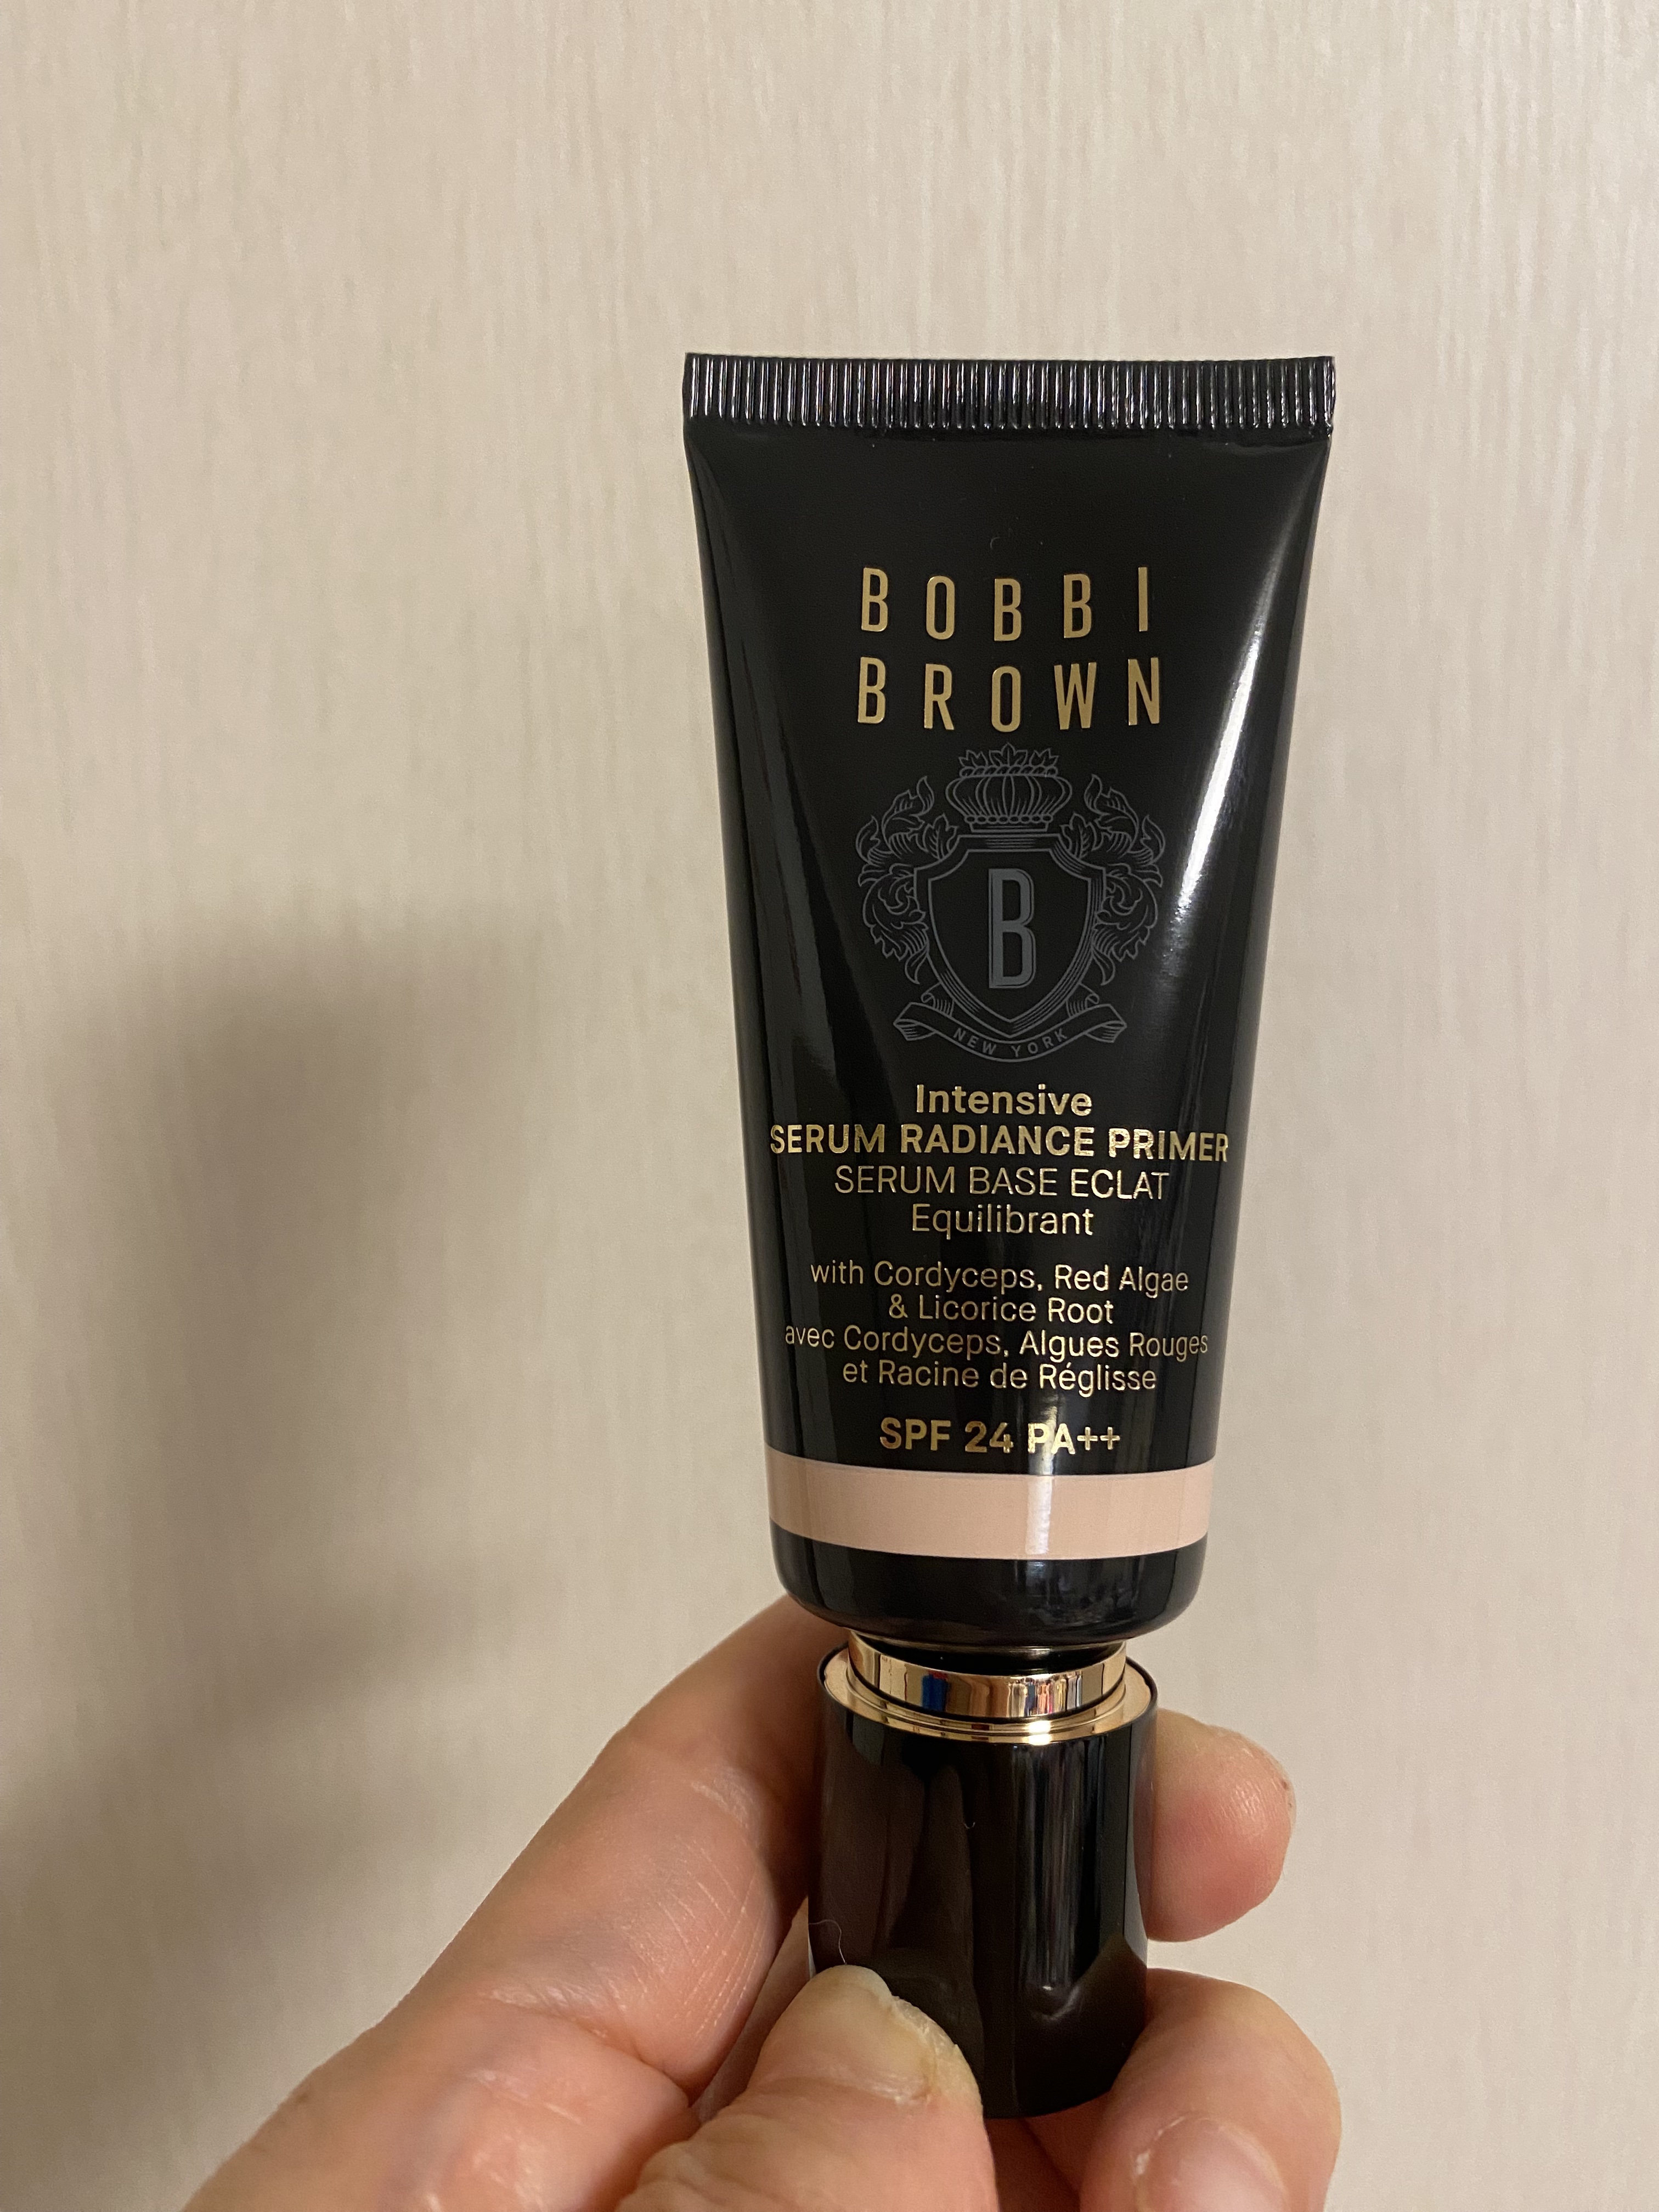 BOBBI
BROWN
B
NEW YORK
Intensive
SERUM RADIANCE PRIMER
SERUM BASE ECLAT
Equilibrant
with Cordyceps, Red Algae
& Licorice Root
avec Cordyceps, Algues Rouges
et Racine de Réglisse
SPF 24 PA++